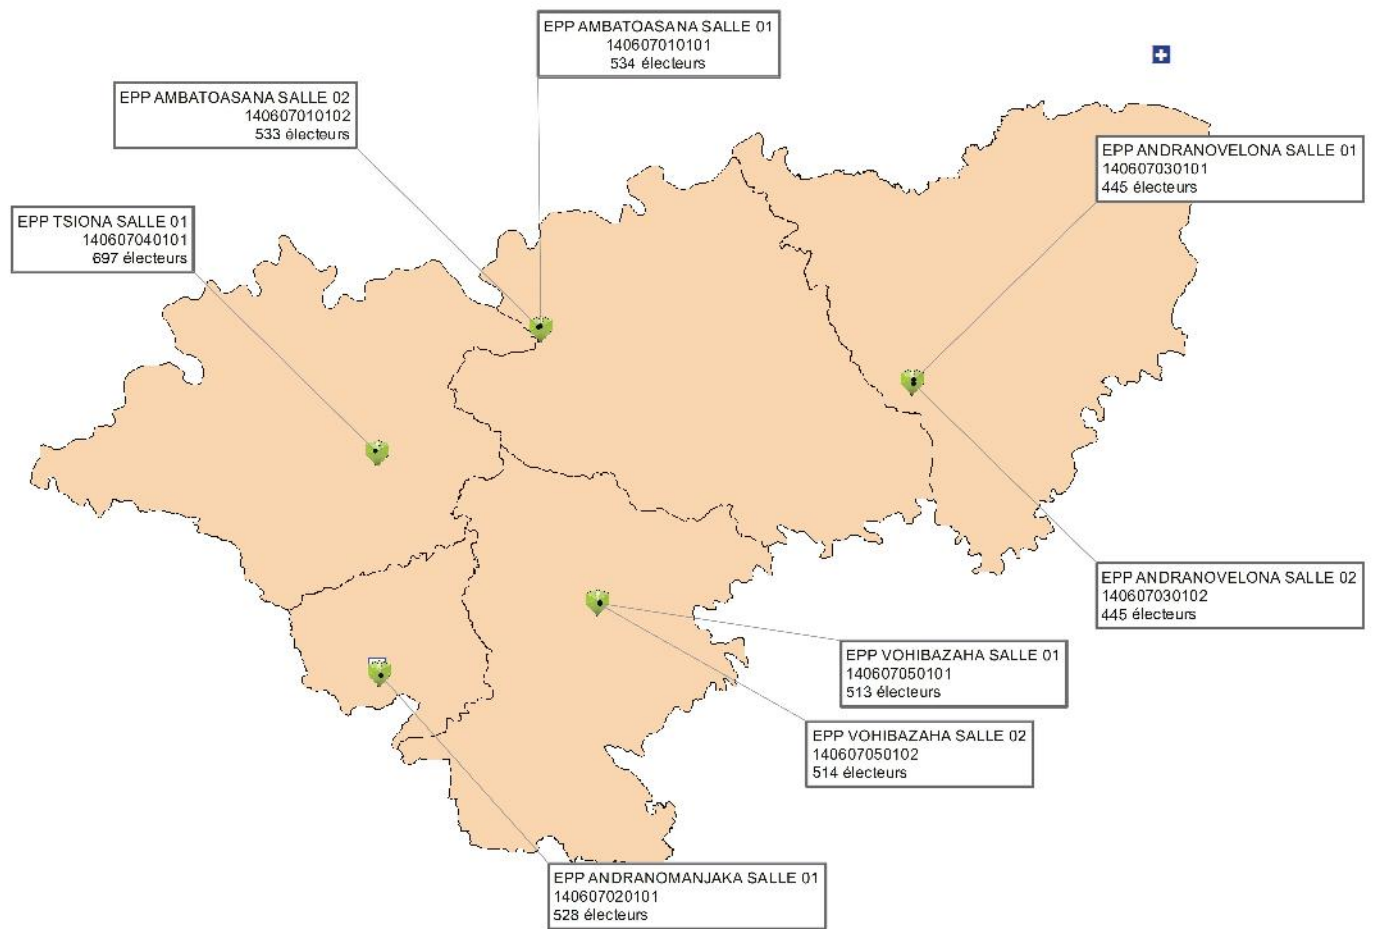 EPP AMBATOASANA SALLE 01
140607010101
534 électeurs
EPP AMBATOASANA SALLE 02
140607010102
533 électeurs
EPP ANDRANOVELONA SALLE 01
140607030101
445 électeurs
EPP TSIONA SALLE 01
140607040101
697 électeurs
EPP ANDRANOVELONA SALLE 02
140607030102
445 électeurs
EPP VOHIBAZAHA SALLE 01
140607050101
513 électeurs
EPP VOHIBAZAHA SALLE 02
140607050102
514 électeurs
EPP ANDRANOMANJAKA SALLE 01
140607020101
528 électeurs